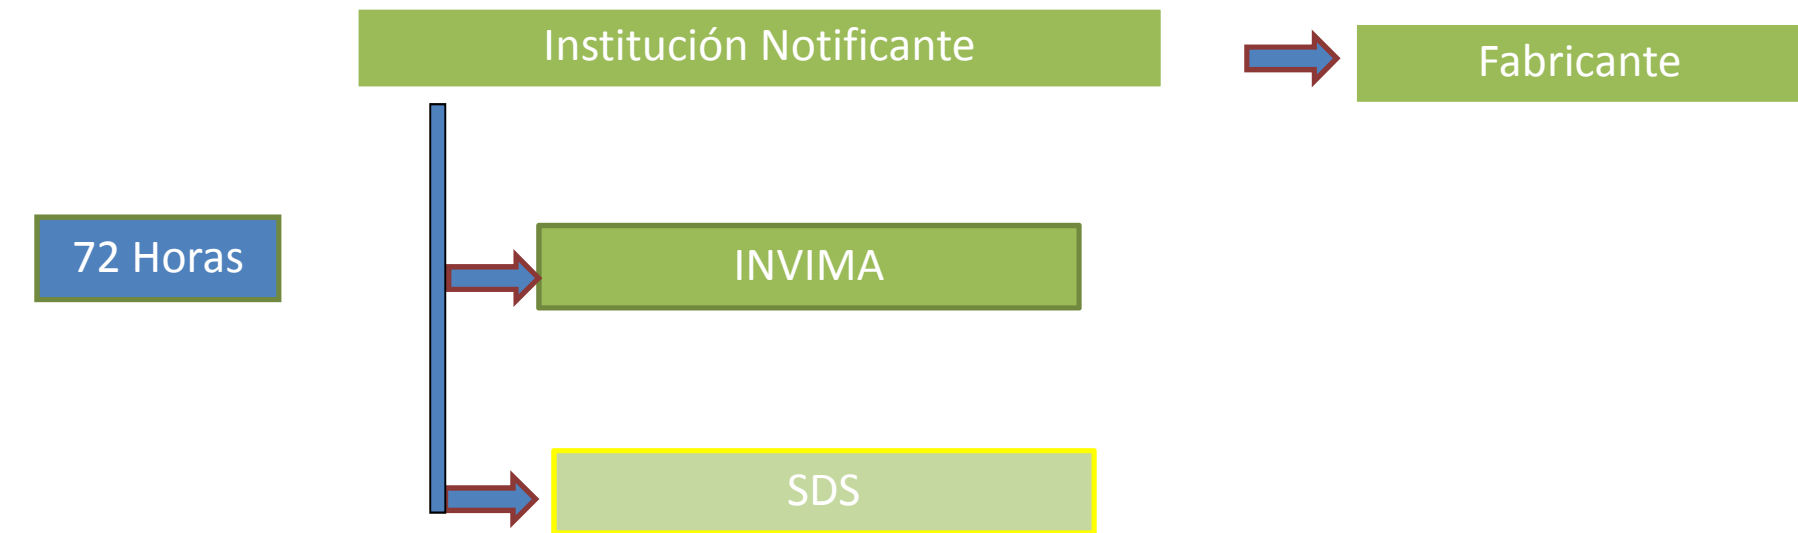 Institución Notificante
Fabricante
72 Horas
INVIMA
SDS